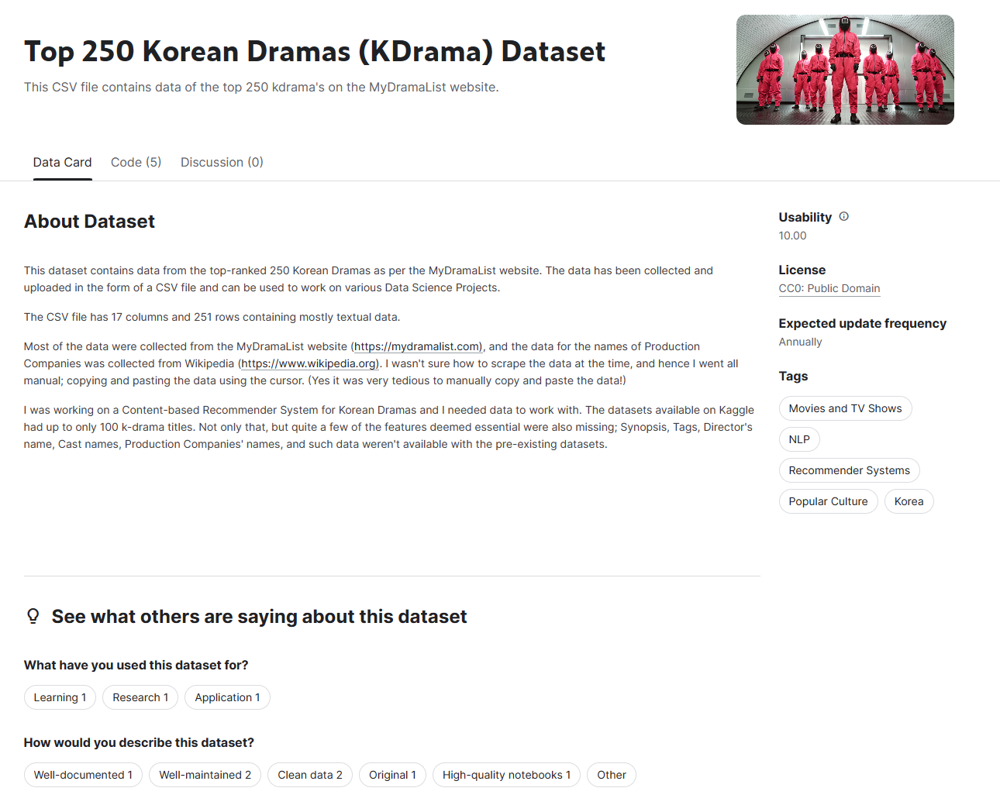 Top 250 Korean Dramas (KDrama) Dataset
This CSV file contains data of the top 250 kdrama's on the MyDramaList website.
Data Card
Code (5)
Discussion (0)
About Dataset
This dataset contains data from the top-ranked 250 Korean Dramas as per the MyDramaList website. The data has been collected and
uploaded in the form of a CSV file and can be used to work on various Data Science Projects.
The CSV file has 17 columns and 251 rows containing mostly textual data.
Most of the data were collected from the MyDramaList website (https://mydramalist.com), and the data for the names of Production
Companies was collected from Wikipedia (https://www.wikipedia.org). I wasn't sure how to scrape the data at the time, and hence I went all
manual; copying and pasting the data using the cursor. (Yes it was very tedious to manually copy and paste the data!)
I was working on a Content-based Recommender System for Korean Dramas and I needed data to work with. The datasets available on Kaggle
had up to only 100 k-drama titles. Not only that, but quite a few of the features deemed essential were also missing; Synopsis, Tags, Director's
name, Cast names, Production Companies' names, and such data weren't available with the pre-existing datasets.
Usability
10.00
License
CC0: Public Domain
Expected update frequency
Annually
Tags
Movies and TV Shows
NLP
Recommender Systems
Popular Culture
Korea
See what others are saying about this dataset
What have you used this dataset for?
Learning 1
Research 1
Application 1
How would you describe this dataset?
Well-documented 1
Well-maintained 2
Clean data 2
Original 1
High-quality notebooks 1
Other